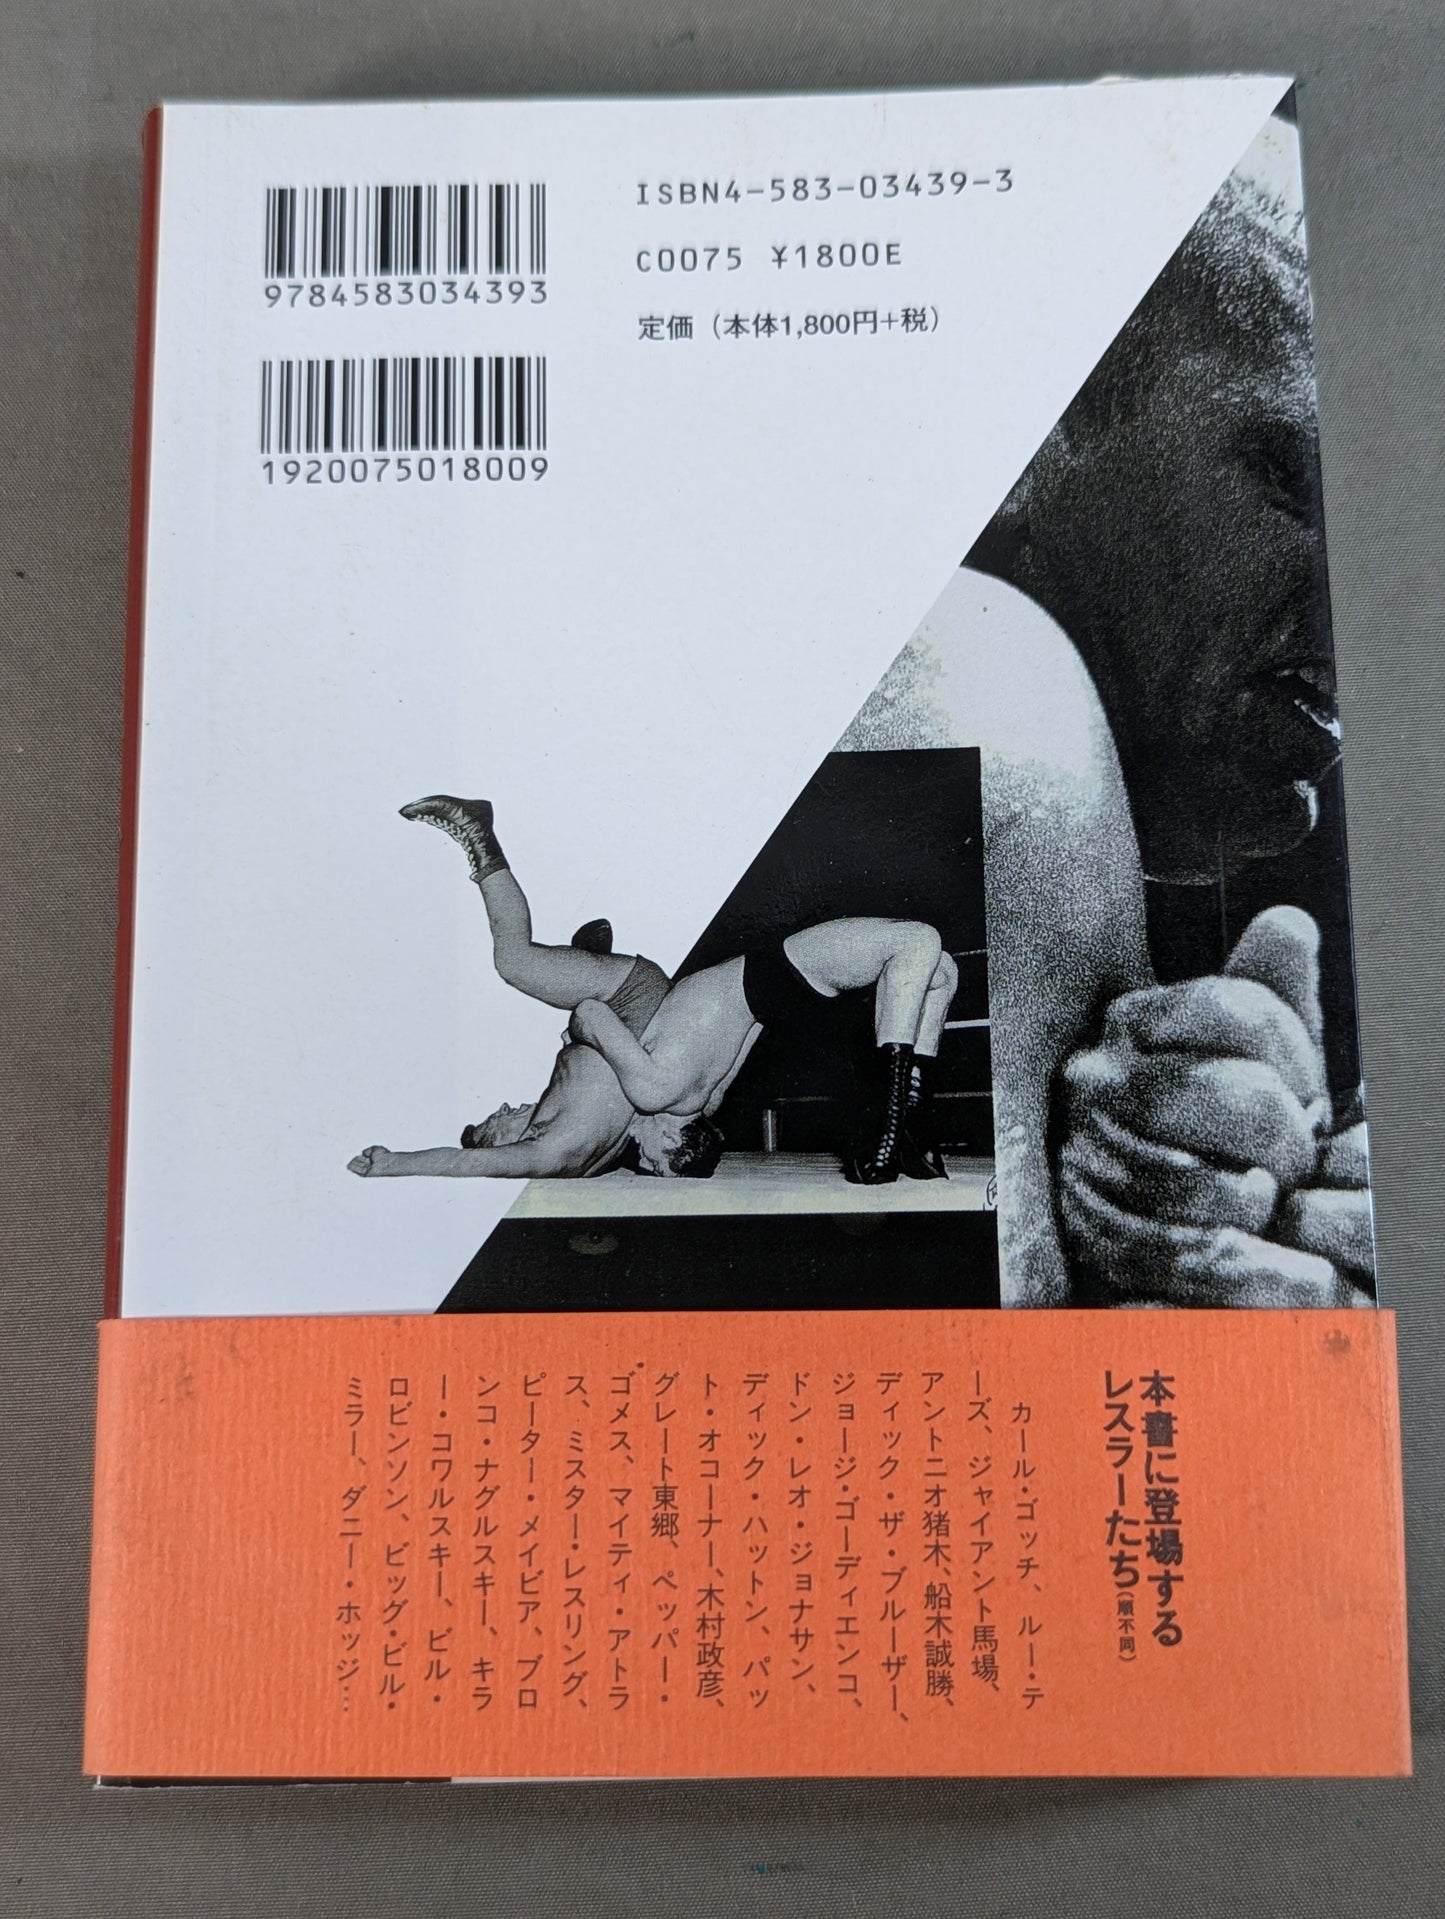 9784583034393
1920075018009
ISBN4-583-03439-3
C0075 ¥1800E
定価（本体1,800円+税）
本書に登場する
レスラーたち（順不同）
カール・ゴッチ、ルー・テ
ーズ、ジャイアント馬場、
アントニオ猪木、船木誠勝、
ディック・ザ・ブルーザー、
ジョージ・ゴーディエンコ、
ドン・レオ・ジョナサン、
ディック・ハットン、パッ
ト・オコーナー、木村政彦、
グレート東郷、ペッパー・
ゴメス、マイティ・アトラ
ス、ミスター・レスリング、
ピーター・メイビア、ブロ
ンコ・ナグルスキー、キラ
ー・コワルスキー、ビル・
ロビンソン、ビッグ・ビル・
ミラー、ダニー・ホッジ…